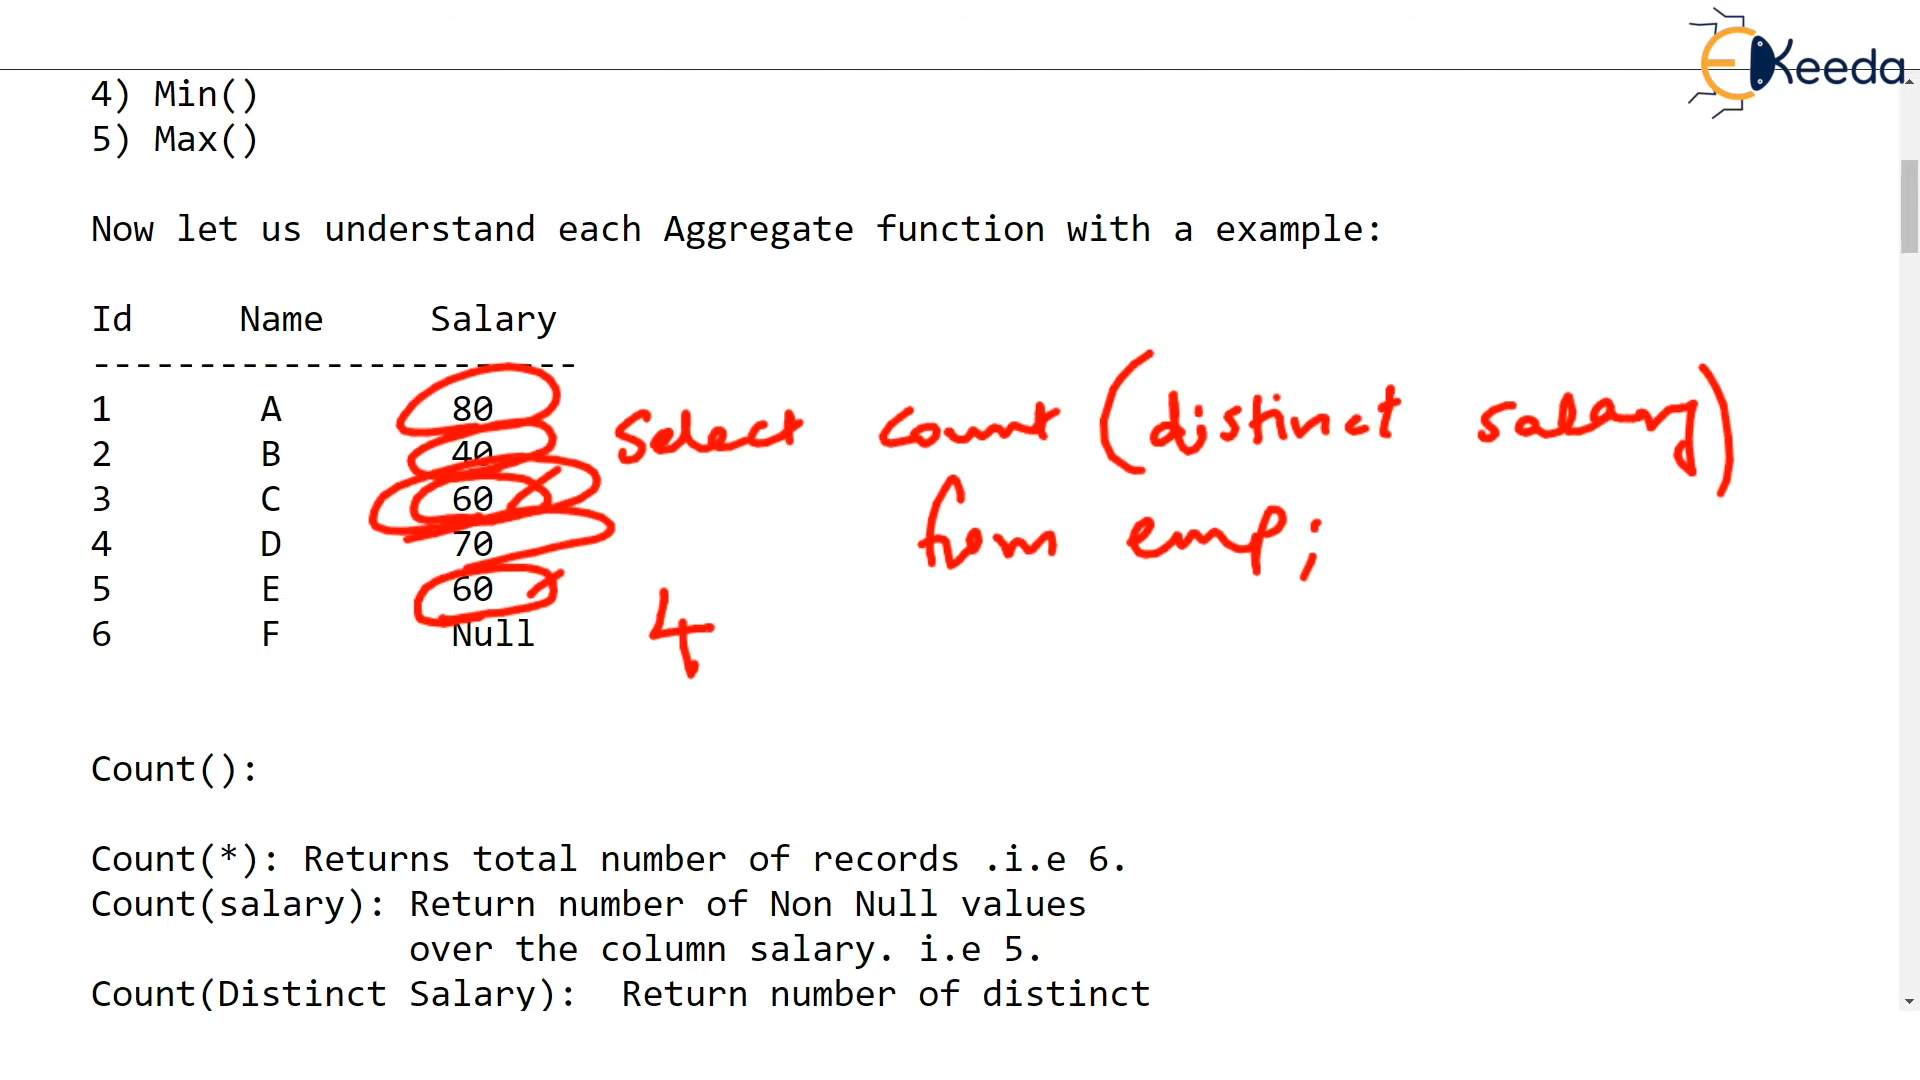 EKeeda
4) Min()
5) Max()
Now let us understand each Aggregate function with a example:
Id Name Salary
-----------------------
1 A 80
2 B 40
3 C 60
4 D 70
5 E 60
6 F Null
select count (distinct salary)
from emp;
4
Count():
Count(*): Returns total number of records .i.e 6.
Count(salary): Return number of Non Null values
over the column salary. i.e 5.
Count(Distinct Salary): Return number of distinct